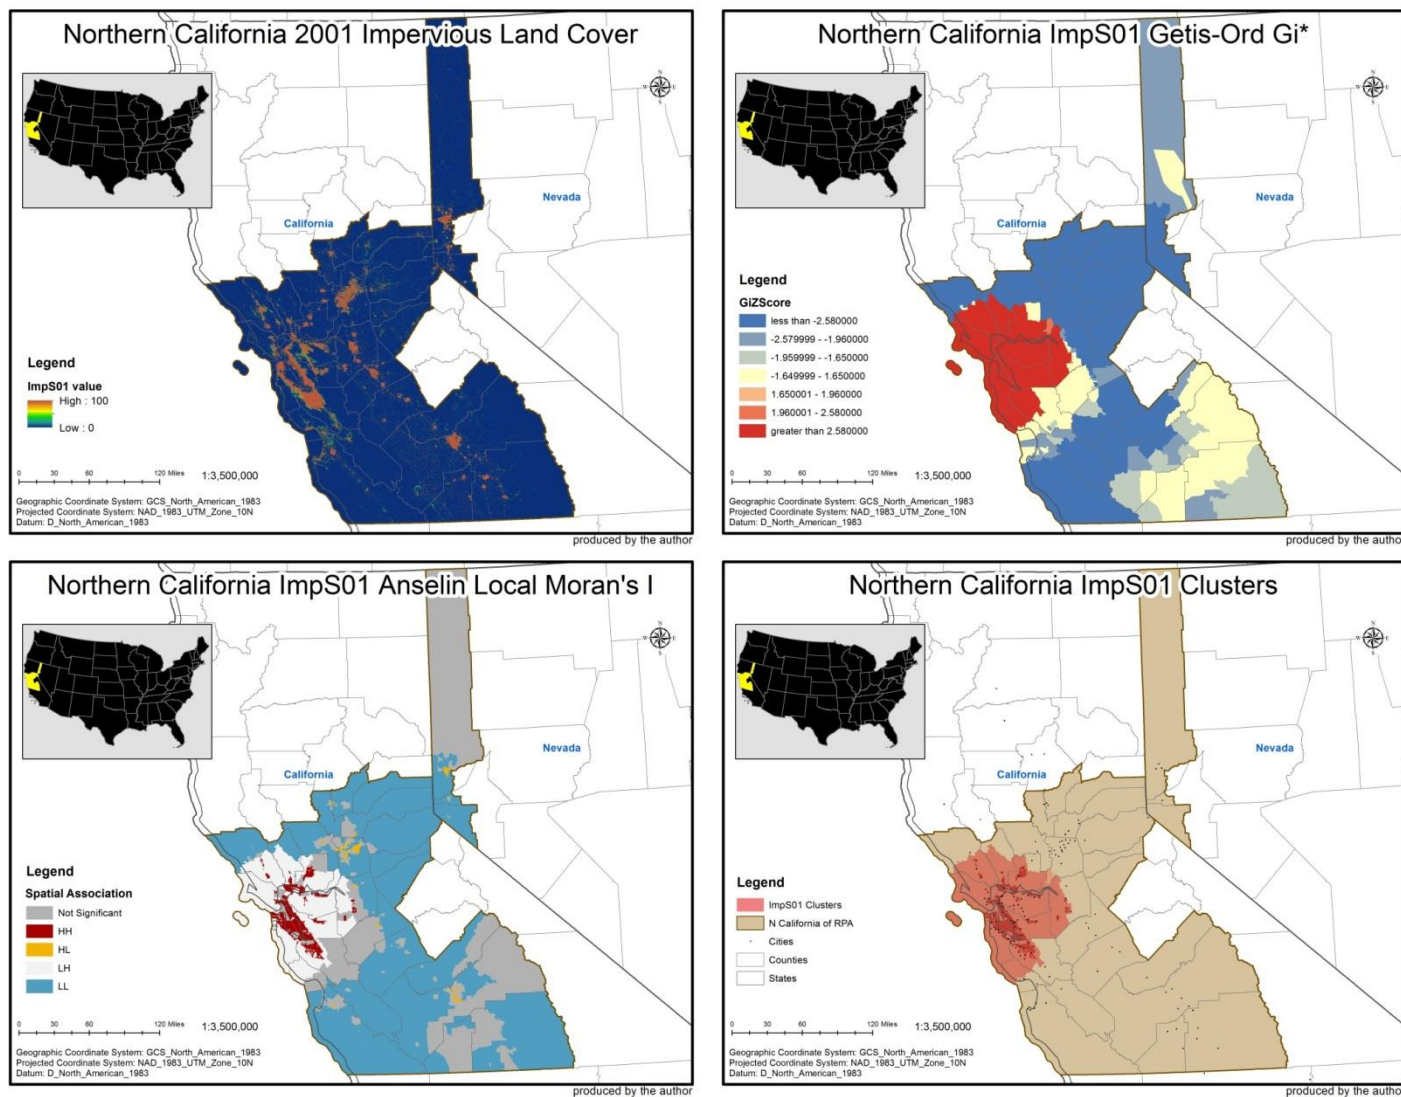 Northern California 2001 Impervious Land Cover
N
W
E
S
Nevada
California
Legend
ImpS01 value
High : 100
Low : 0
0 30 60 120 Miles
1:3,500,000
Geographic Coordinate System: GCS_North_American_1983
Projected Coordinate System: NAD_1983_UTM_Zone_10N
Datum: D_North_American_1983
produced by the author
Northern California ImpS01 Getis-Ord Gi*
N
W
E
S
Nevada
California
Legend
GiZScore
less than -2.580000
-2.579999 - -1.960000
-1.959999 - -1.650000
-1.649999 - 1.650000
1.650001 - 1.960000
1.960001 - 2.580000
greater than 2.580000
0 30 60 120 Miles
1:3,500,000
Geographic Coordinate System: GCS_North_American_1983
Projected Coordinate System: NAD_1983_UTM_Zone_10N
Datum: D_North_American_1983
produced by the author
Northern California ImpS01 Anselin Local Moran's I
N
W
E
S
Nevada
California
Legend
Spatial Association
Not Significant
HH
HL
LH
LL
0 30 60 120 Miles
1:3,500,000
Geographic Coordinate System: GCS_North_American_1983
Projected Coordinate System: NAD_1983_UTM_Zone_10N
Datum: D_North_American_1983
produced by the author
Northern California ImpS01 Clusters
N
W
E
S
Nevada
California
Legend
ImpS01 Clusters
N California of RPA
Cities
Counties
States
0 30 60 120 Miles
1:3,500,000
Geographic Coordinate System: GCS_North_American_1983
Projected Coordinate System: NAD_1983_UTM_Zone_10N
Datum: D_North_American_1983
produced by the author